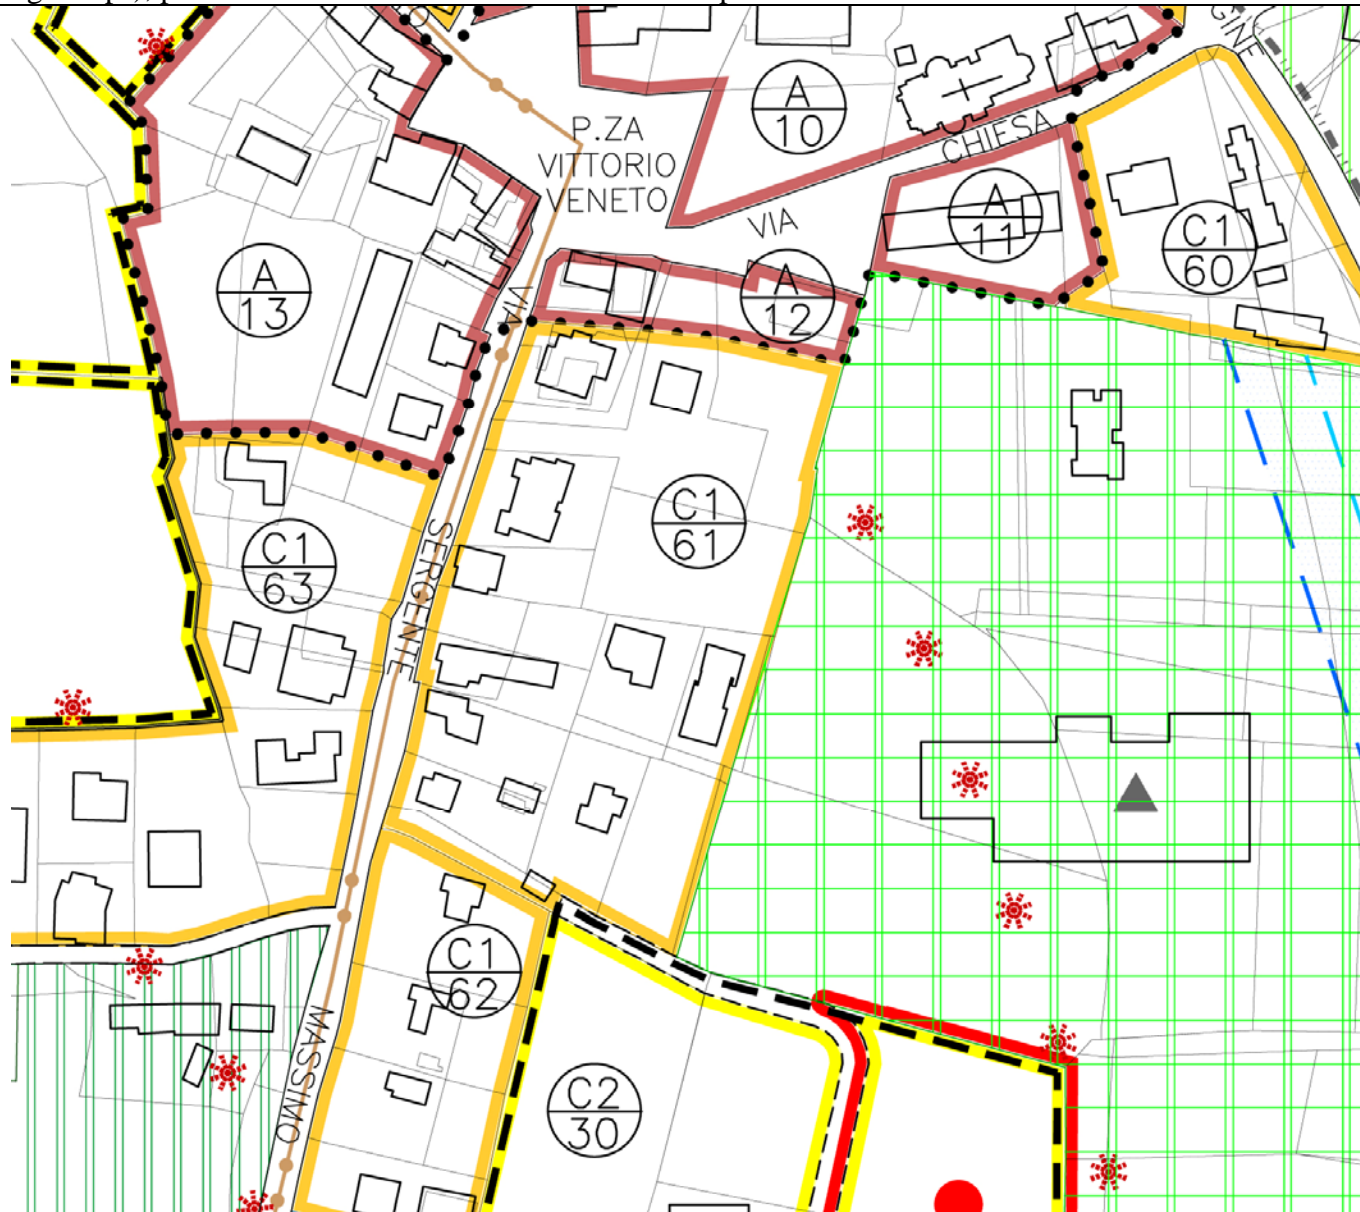 P.ZA
VITTORIO
VENETO
A
10
VIA
CHIESA
A
11
C1
60
A
13
A
12
VIA
SERGENTE
MASSIMO
C1
61
C1
63
C1
62
C2
30